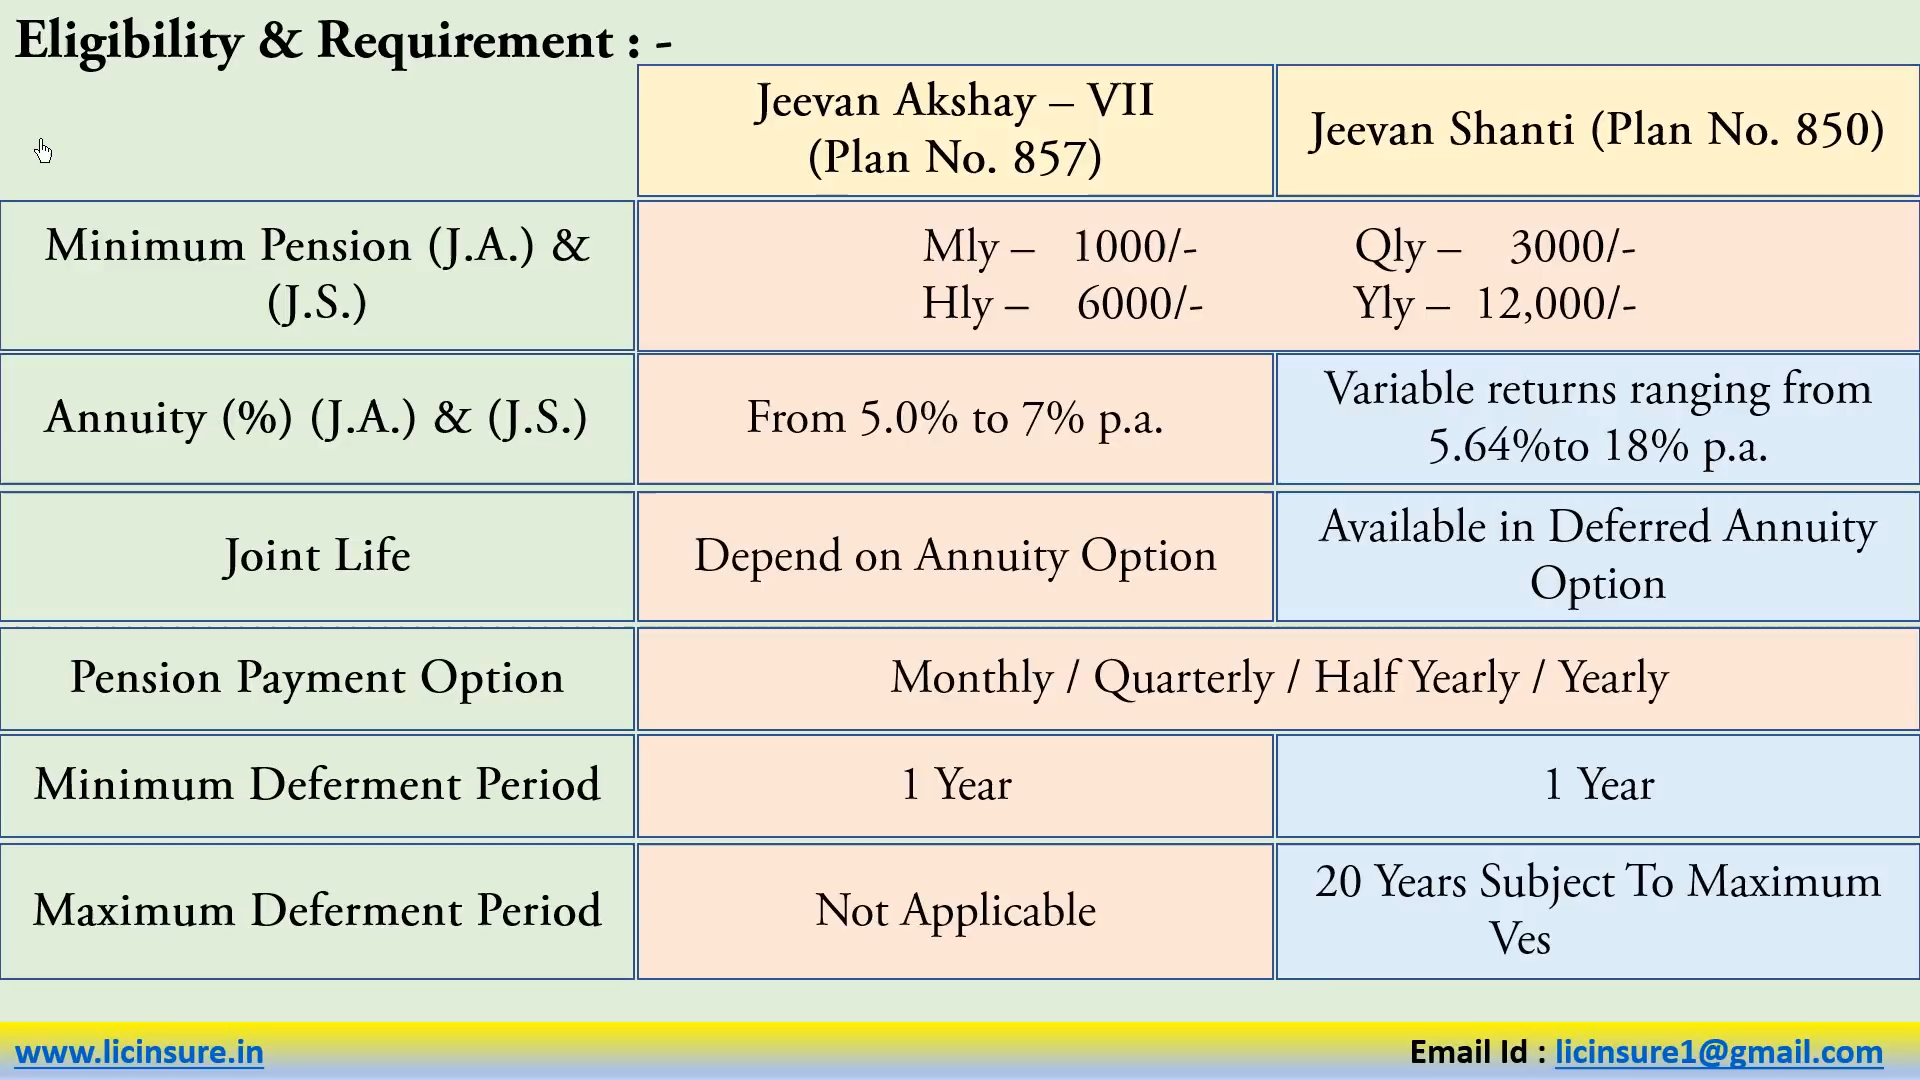 Eligibility & Requirement : -
Jeevan Akshay – VII
(Plan No. 857)
Jeevan Shanti (Plan No. 850)
Minimum Pension (J.A.) &
(J.S.)
Mly – 1000/- Qly – 3000/-
Hly – 6000/- Yly – 12,000/-
Annuity (%) (J.A.) & (J.S.)
From 5.0% to 7% p.a.
Variable returns ranging from
5.64%to 18% p.a.
Joint Life
Depend on Annuity Option
Available in Deferred Annuity
Option
Pension Payment Option
Monthly / Quarterly / Half Yearly / Yearly
Minimum Deferment Period
1 Year
1 Year
Maximum Deferment Period
Not Applicable
20 Years Subject To Maximum
Ves
www.licinsure.in
Email Id : licinsure1@gmail.com